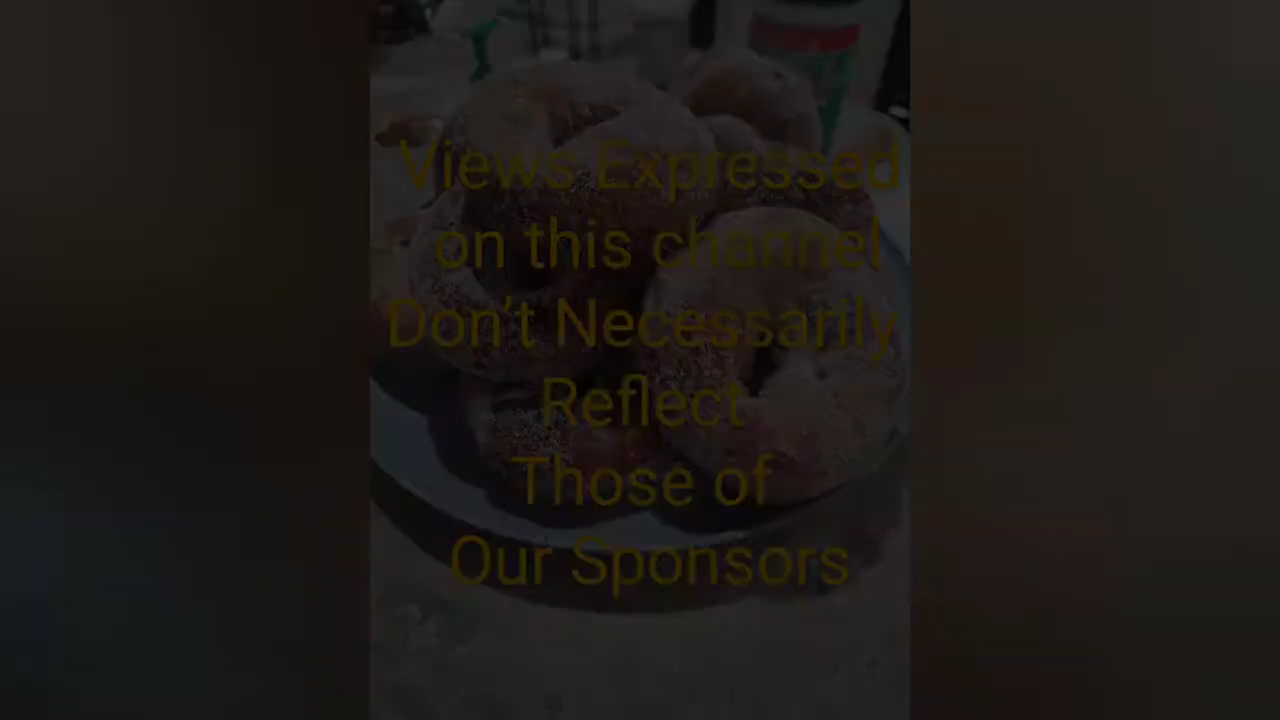 Views Expressed
on this channel
Don't Necessarily
Reflect
Those of
Our Sponsors